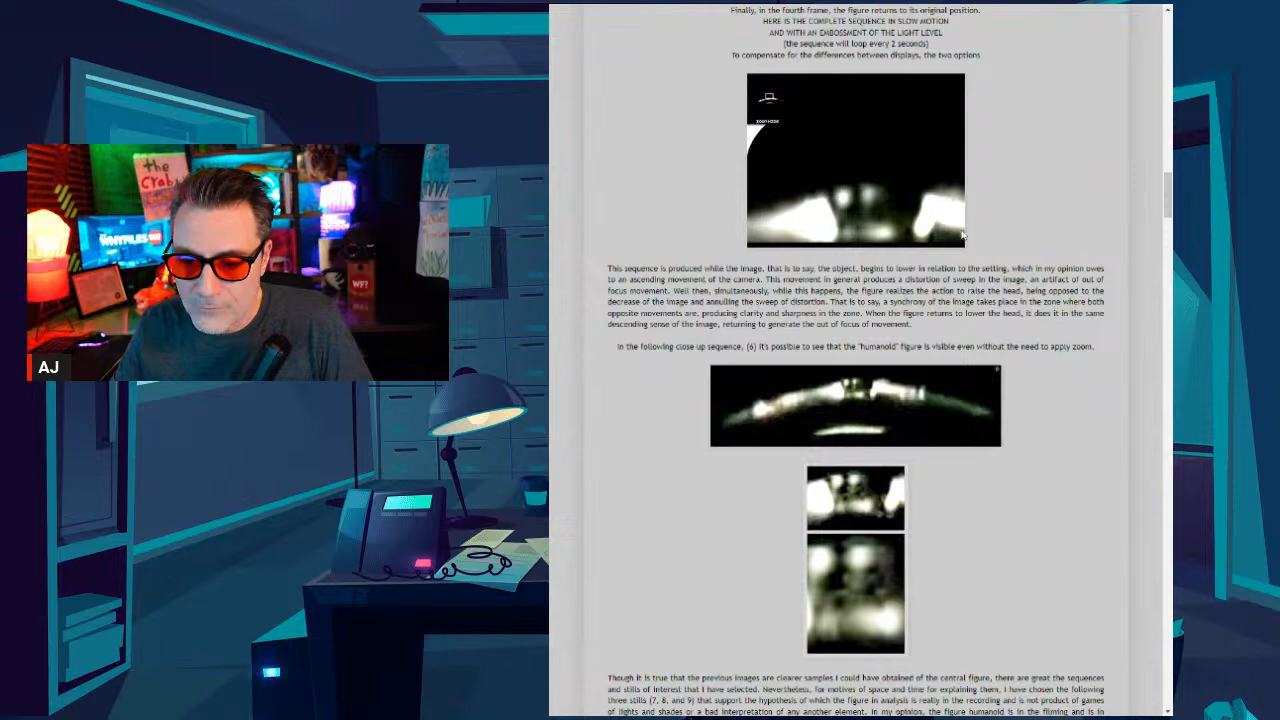 Finally, in the fourth frame, the figure returns to its original position.
HERE IS THE COMPLETE SEQUENCE IN SLOW MOTION
AND WITH AN EMBOSSMENT OF THE LIGHT LEVEL
(the sequence will loop every 2 seconds)
To compensate for the differences between displays, the two options
the
Crab
THE
WHYFILES
WF?
AJ
This sequence is produced while the image, that is to say, the object, begins to lower in relation to the setting, which in my opinion owes
to an ascending movement of the camera. This movement in general produces a distortion of sweep in the image, an artifact of out of
focus movement. Well then, simultaneously, while this happens, the figure realizes the action to raise the head, being opposed to the
decrease of the image and annulling the sweep of distortion. That is to say, a synchrony of the image takes place in the zone where both
opposite movements are, producing clarity and sharpness in the zone. When the figure returns to lower the head, it does it in the same
descending sense of the image, returning to generate the out of focus of movement.
In the following close up sequence, (6) it's possible to see that the "humanoid" figure is visible even without the need to apply zoom.
Though it is true that the previous images are clearer samples I could have obtained of the central figure, there are great the sequences
and stills of interest that I have selected. Nevertheless, for motives of space and time for explaining them, I have chosen the following
three stills (7, 8, and 9) that support the hypothesis of which the figure in analysis is really in the recording and is not product of games
of lights and shades or a bad interpretation of any another element. In my opinion, the figure humanoid is in the filming and is in